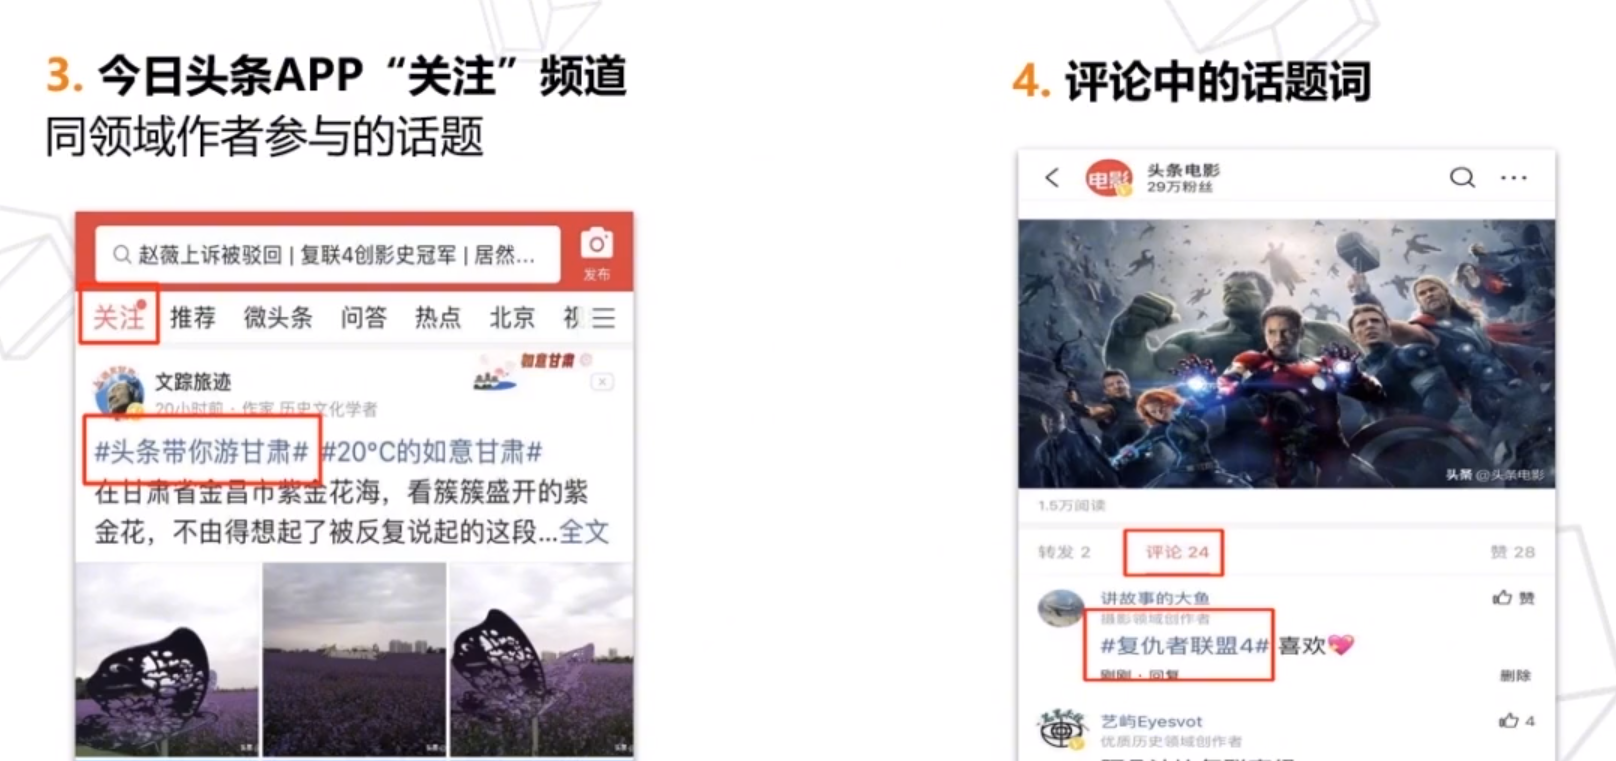 3. 今日头条APP“关注”频道
同领域作者参与的话题
赵薇上诉被驳回 | 复联4创影史冠军 | 居然...
发布
关注 推荐 微头条 问答 热点 北京
如意甘肃
文踪旅迹
20小时前 · 作家 历史文化学者
#头条带你游甘肃# #20°C的如意甘肃#
在甘肃省金昌市紫金花海，看簇簇盛开的紫
金花，不由得想起了被反复说起的这段...全文
4. 评论中的话题词
电影
头条电影
29万粉丝
头条 @头条电影
1.5万阅读
转发 2 评论 24 赞 28
讲故事的大鱼 赞
摄影领域创作者
#复仇者联盟4# 喜欢💖
刚刚 · 回复 删除
艺屿Eyesvot 4
优质历史领域创作者